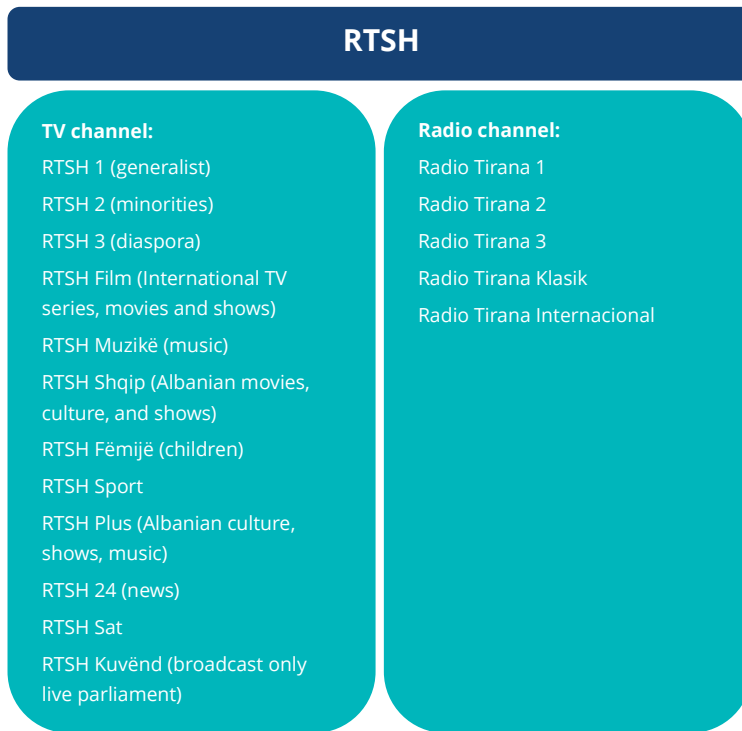 RTSH
TV channel:
RTSH 1 (generalist)
RTSH 2 (minorities)
RTSH 3 (diaspora)
RTSH Film (International TV
series, movies and shows)
RTSH Muzikë (music)
RTSH Shqip (Albanian movies,
culture, and shows)
RTSH Fëmijë (children)
RTSH Sport
RTSH Plus (Albanian culture,
shows, music)
RTSH 24 (news)
RTSH Sat
RTSH Kuvënd (broadcast only
live parliament)
Radio channel:
Radio Tirana 1
Radio Tirana 2
Radio Tirana 3
Radio Tirana Klasik
Radio Tirana Internacional